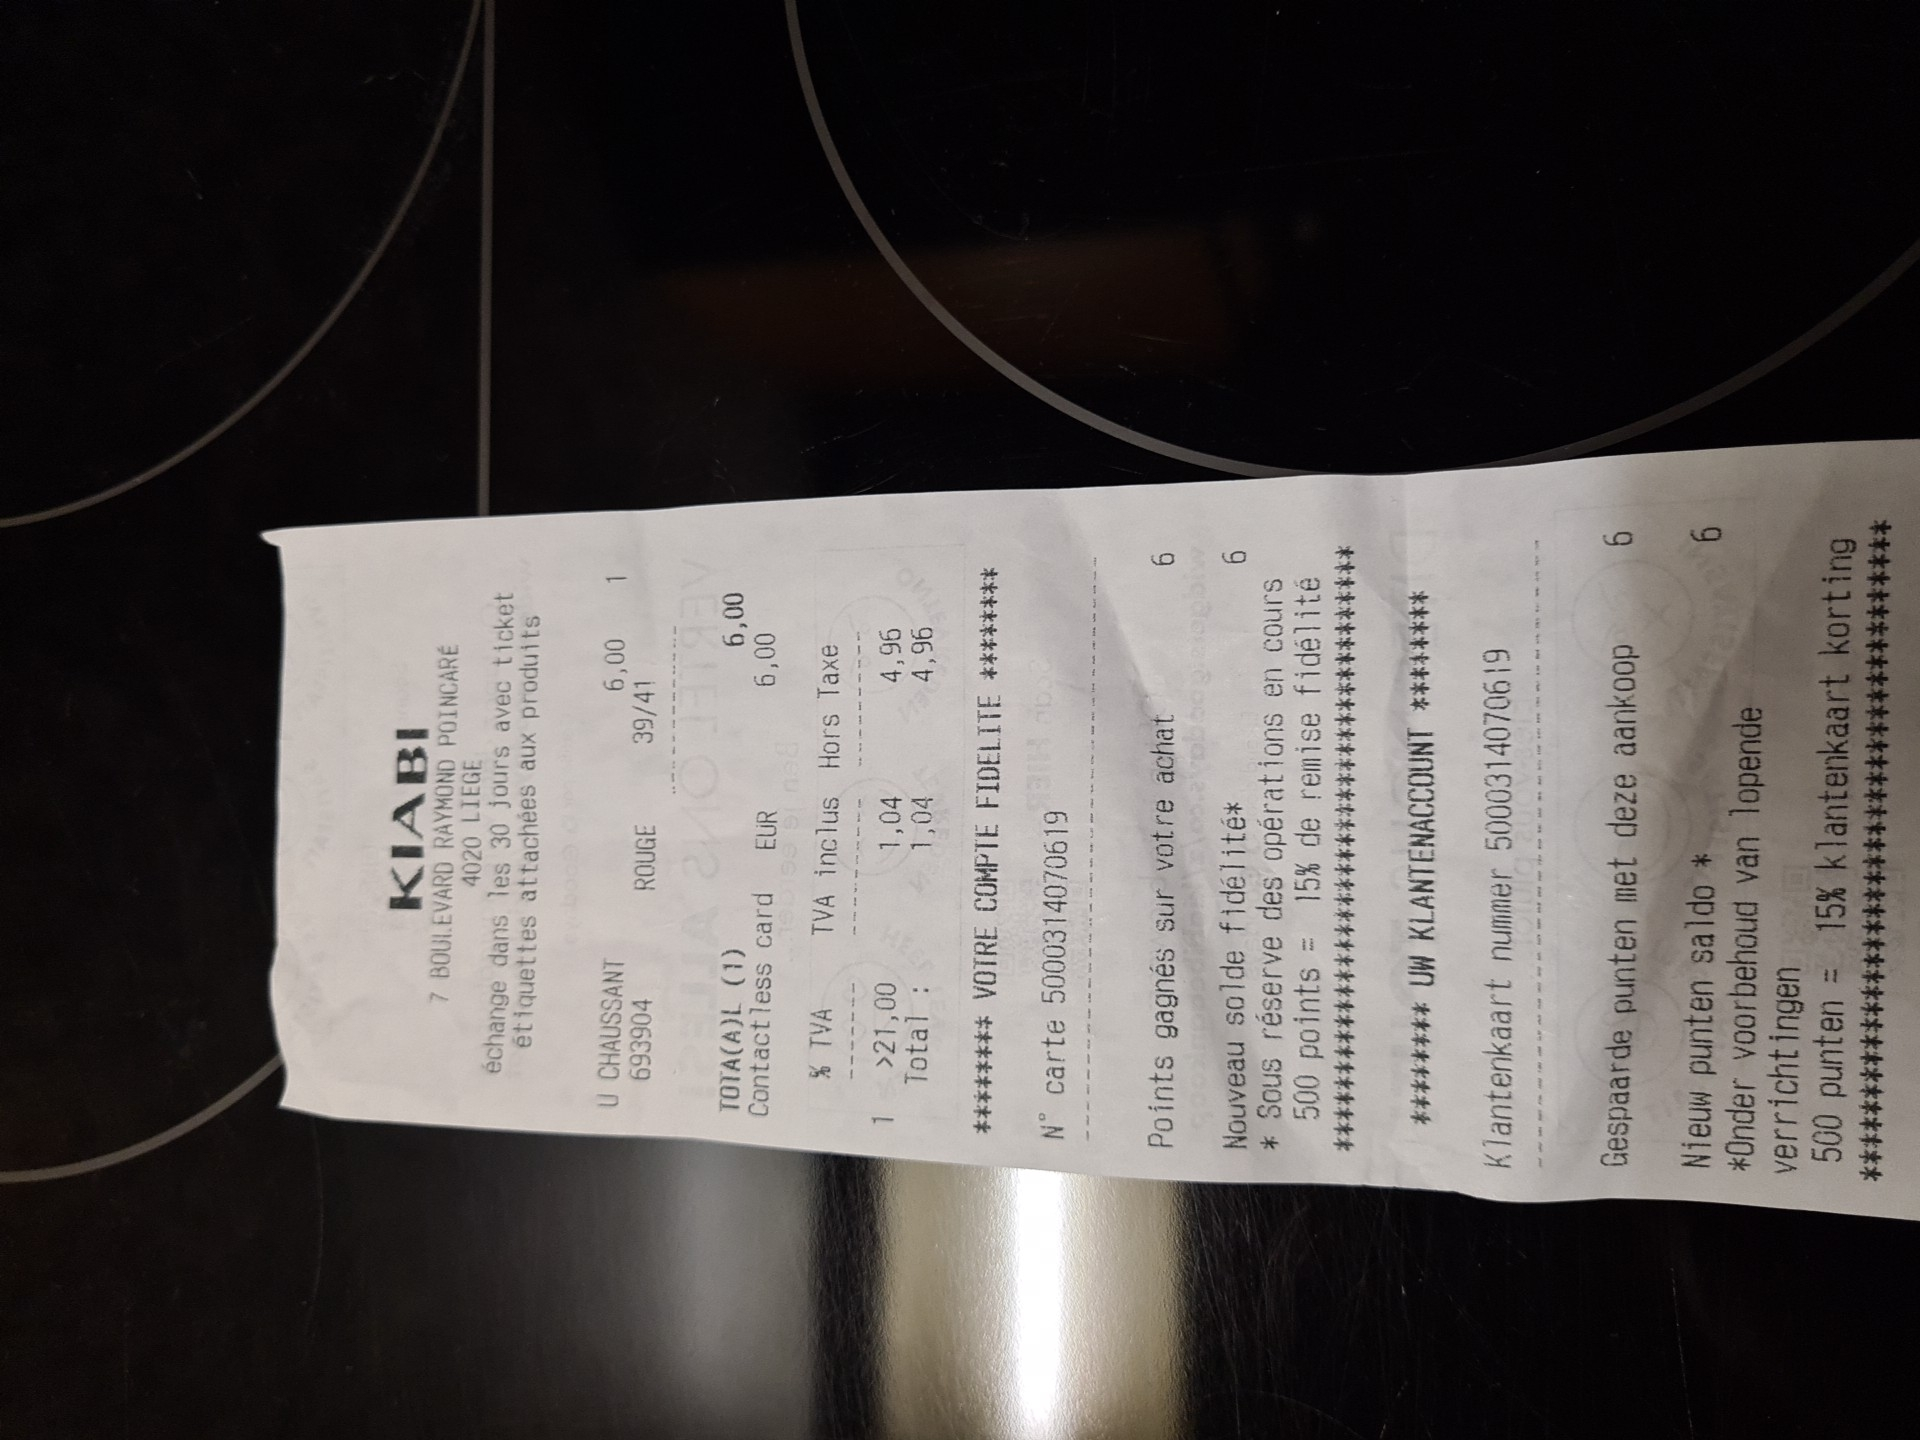 KIABI
7 BOULEVARD RAYMOND POINCARÉ
4020 LIEGE
échange dans les 30 jours avec ticket
étiquettes attachées aux produits
U CHAUSSANT 6,00 1
693904 ROUGE 39/41
TOTA(A)L (1) 6,00
Contactless card EUR 6,00
% TVA TVA inclus Hors Taxe
1 >21,00 1,04 4,96
Total : 1,04 4,96
******** VOTRE COMPTE FIDELITE ********
N° carte 5000314070619
Points gagnés sur votre achat 6
Nouveau solde fidélité* 6
* Sous réserve des opérations en cours
500 points = 15% de remise fidélité
****************************************
******* UW KLANTENACCOUNT *******
Klantenkaart nummer 5000314070619
Gespaarde punten met deze aankoop 6
Nieuw punten saldo * 6
*Onder voorbehoud van lopende
verrichtingen
500 punten = 15% klantenkaart korting
****************************************